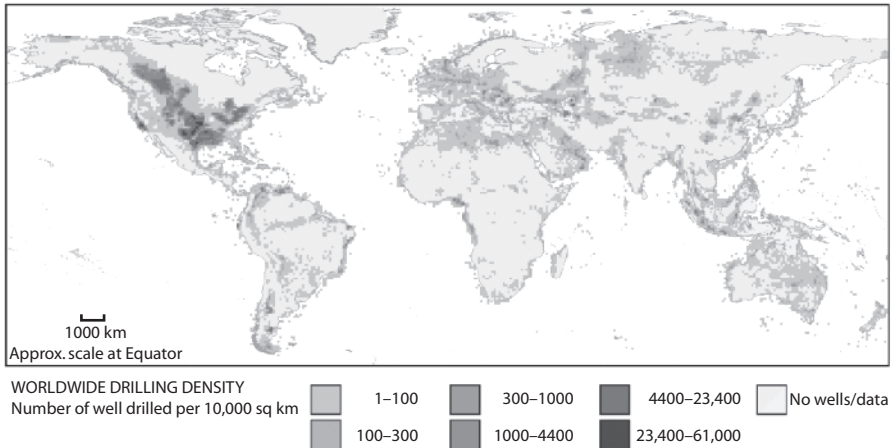 1000 km
Approx. scale at Equator
WORLDWIDE DRILLING DENSITY
Number of well drilled per 10,000 sq km
1–100
300–1000
4400–23,400
No wells/data
100–300
1000–4400
23,400–61,000